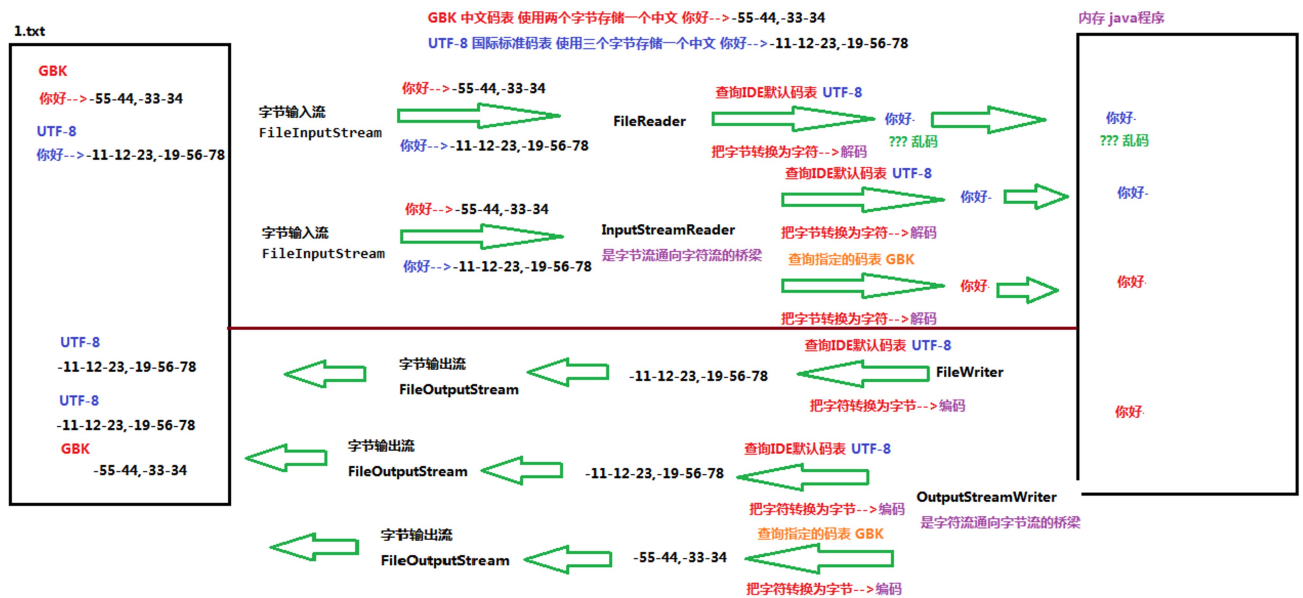 GBK 中文码表 使用两个字节存储一个中文 你好-->-55-44,-33-34
UTF-8 国际标准码表 使用三个字节存储一个中文 你好-->-11-12-23,-19-56-78
内存 java程序
1.txt
GBK
你好-->-55-44,-33-34
UTF-8
你好-->-11-12-23,-19-56-78
字节输入流
FileInputStream
你好-->-55-44,-33-34
你好-->-11-12-23,-19-56-78
FileReader
查询IDE默认码表 UTF-8
把字节转换为字符-->解码
你好·
??? 乱码
你好·
??? 乱码
字节输入流
FileInputStream
你好-->-55-44,-33-34
你好-->-11-12-23,-19-56-78
InputStreamReader
是字节流通向字符流的桥梁
查询IDE默认码表 UTF-8
把字节转换为字符-->解码
你好·
你好·
查询指定的码表 GBK
把字节转换为字符-->解码
你好·
你好·
UTF-8
-11-12-23,-19-56-78
字节输出流
FileOutputStream
-11-12-23,-19-56-78
查询IDE默认码表 UTF-8
把字符转换为字节-->编码
FileWriter
你好·
UTF-8
-11-12-23,-19-56-78
GBK
-55-44,-33-34
字节输出流
FileOutputStream
-11-12-23,-19-56-78
查询IDE默认码表 UTF-8
把字符转换为字节-->编码
OutputStreamWriter
是字符流通向字节流的桥梁
字节输出流
FileOutputStream
-55-44,-33-34
查询指定的码表 GBK
把字符转换为字节-->编码